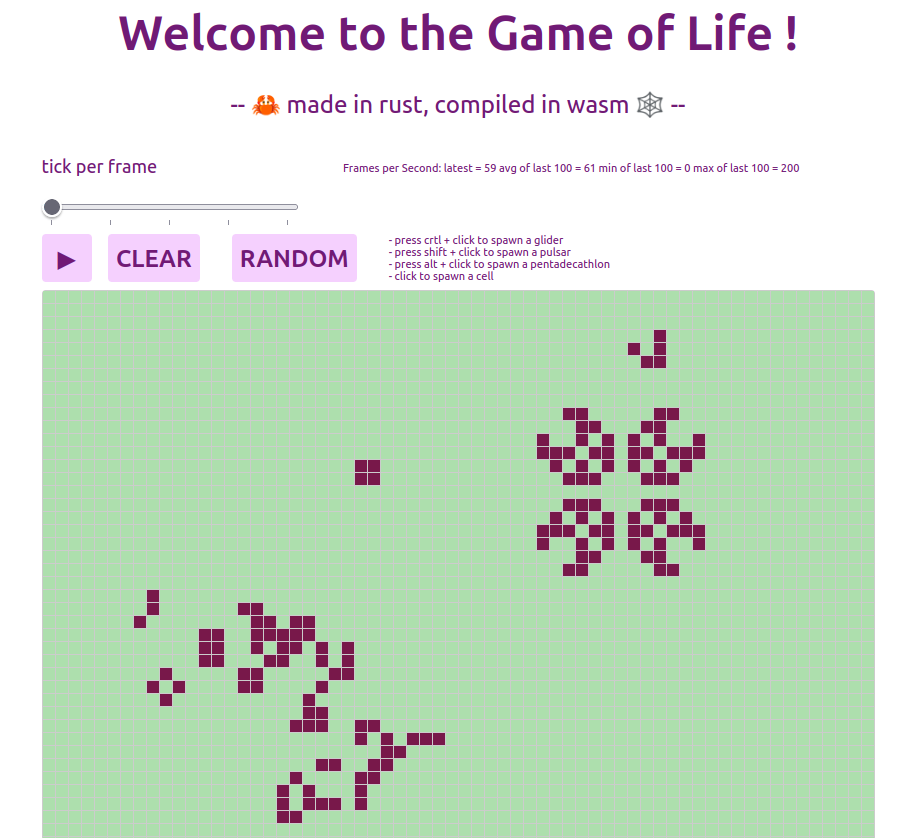 Welcome to the Game of Life !
-- 🦀 made in rust, compiled in wasm 🕸 --
tick per frame
Frames per Second: latest = 59 avg of last 100 = 61 min of last 100 = 0 max of last 100 = 200
▶ CLEAR RANDOM
- press crtl + click to spawn a glider
- press shift + click to spawn a pulsar
- press alt + click to spawn a pentadecathlon
- click to spawn a cell